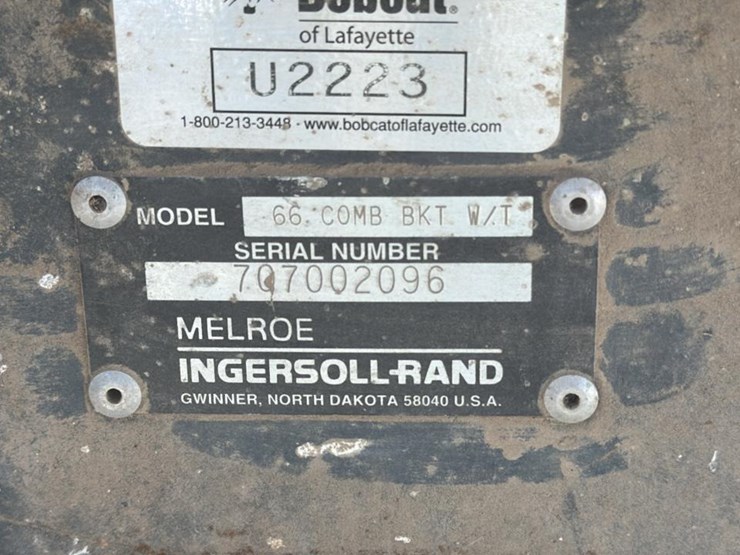 Bobcat®
of Lafayette
U2223
1-800-213-3448 · www.bobcatoflafayette.com
MODEL 66. COMB BKT W/T
SERIAL NUMBER
707002096
MELROE
INGERSOLL-RAND
GWINNER, NORTH DAKOTA 58040 U.S.A.